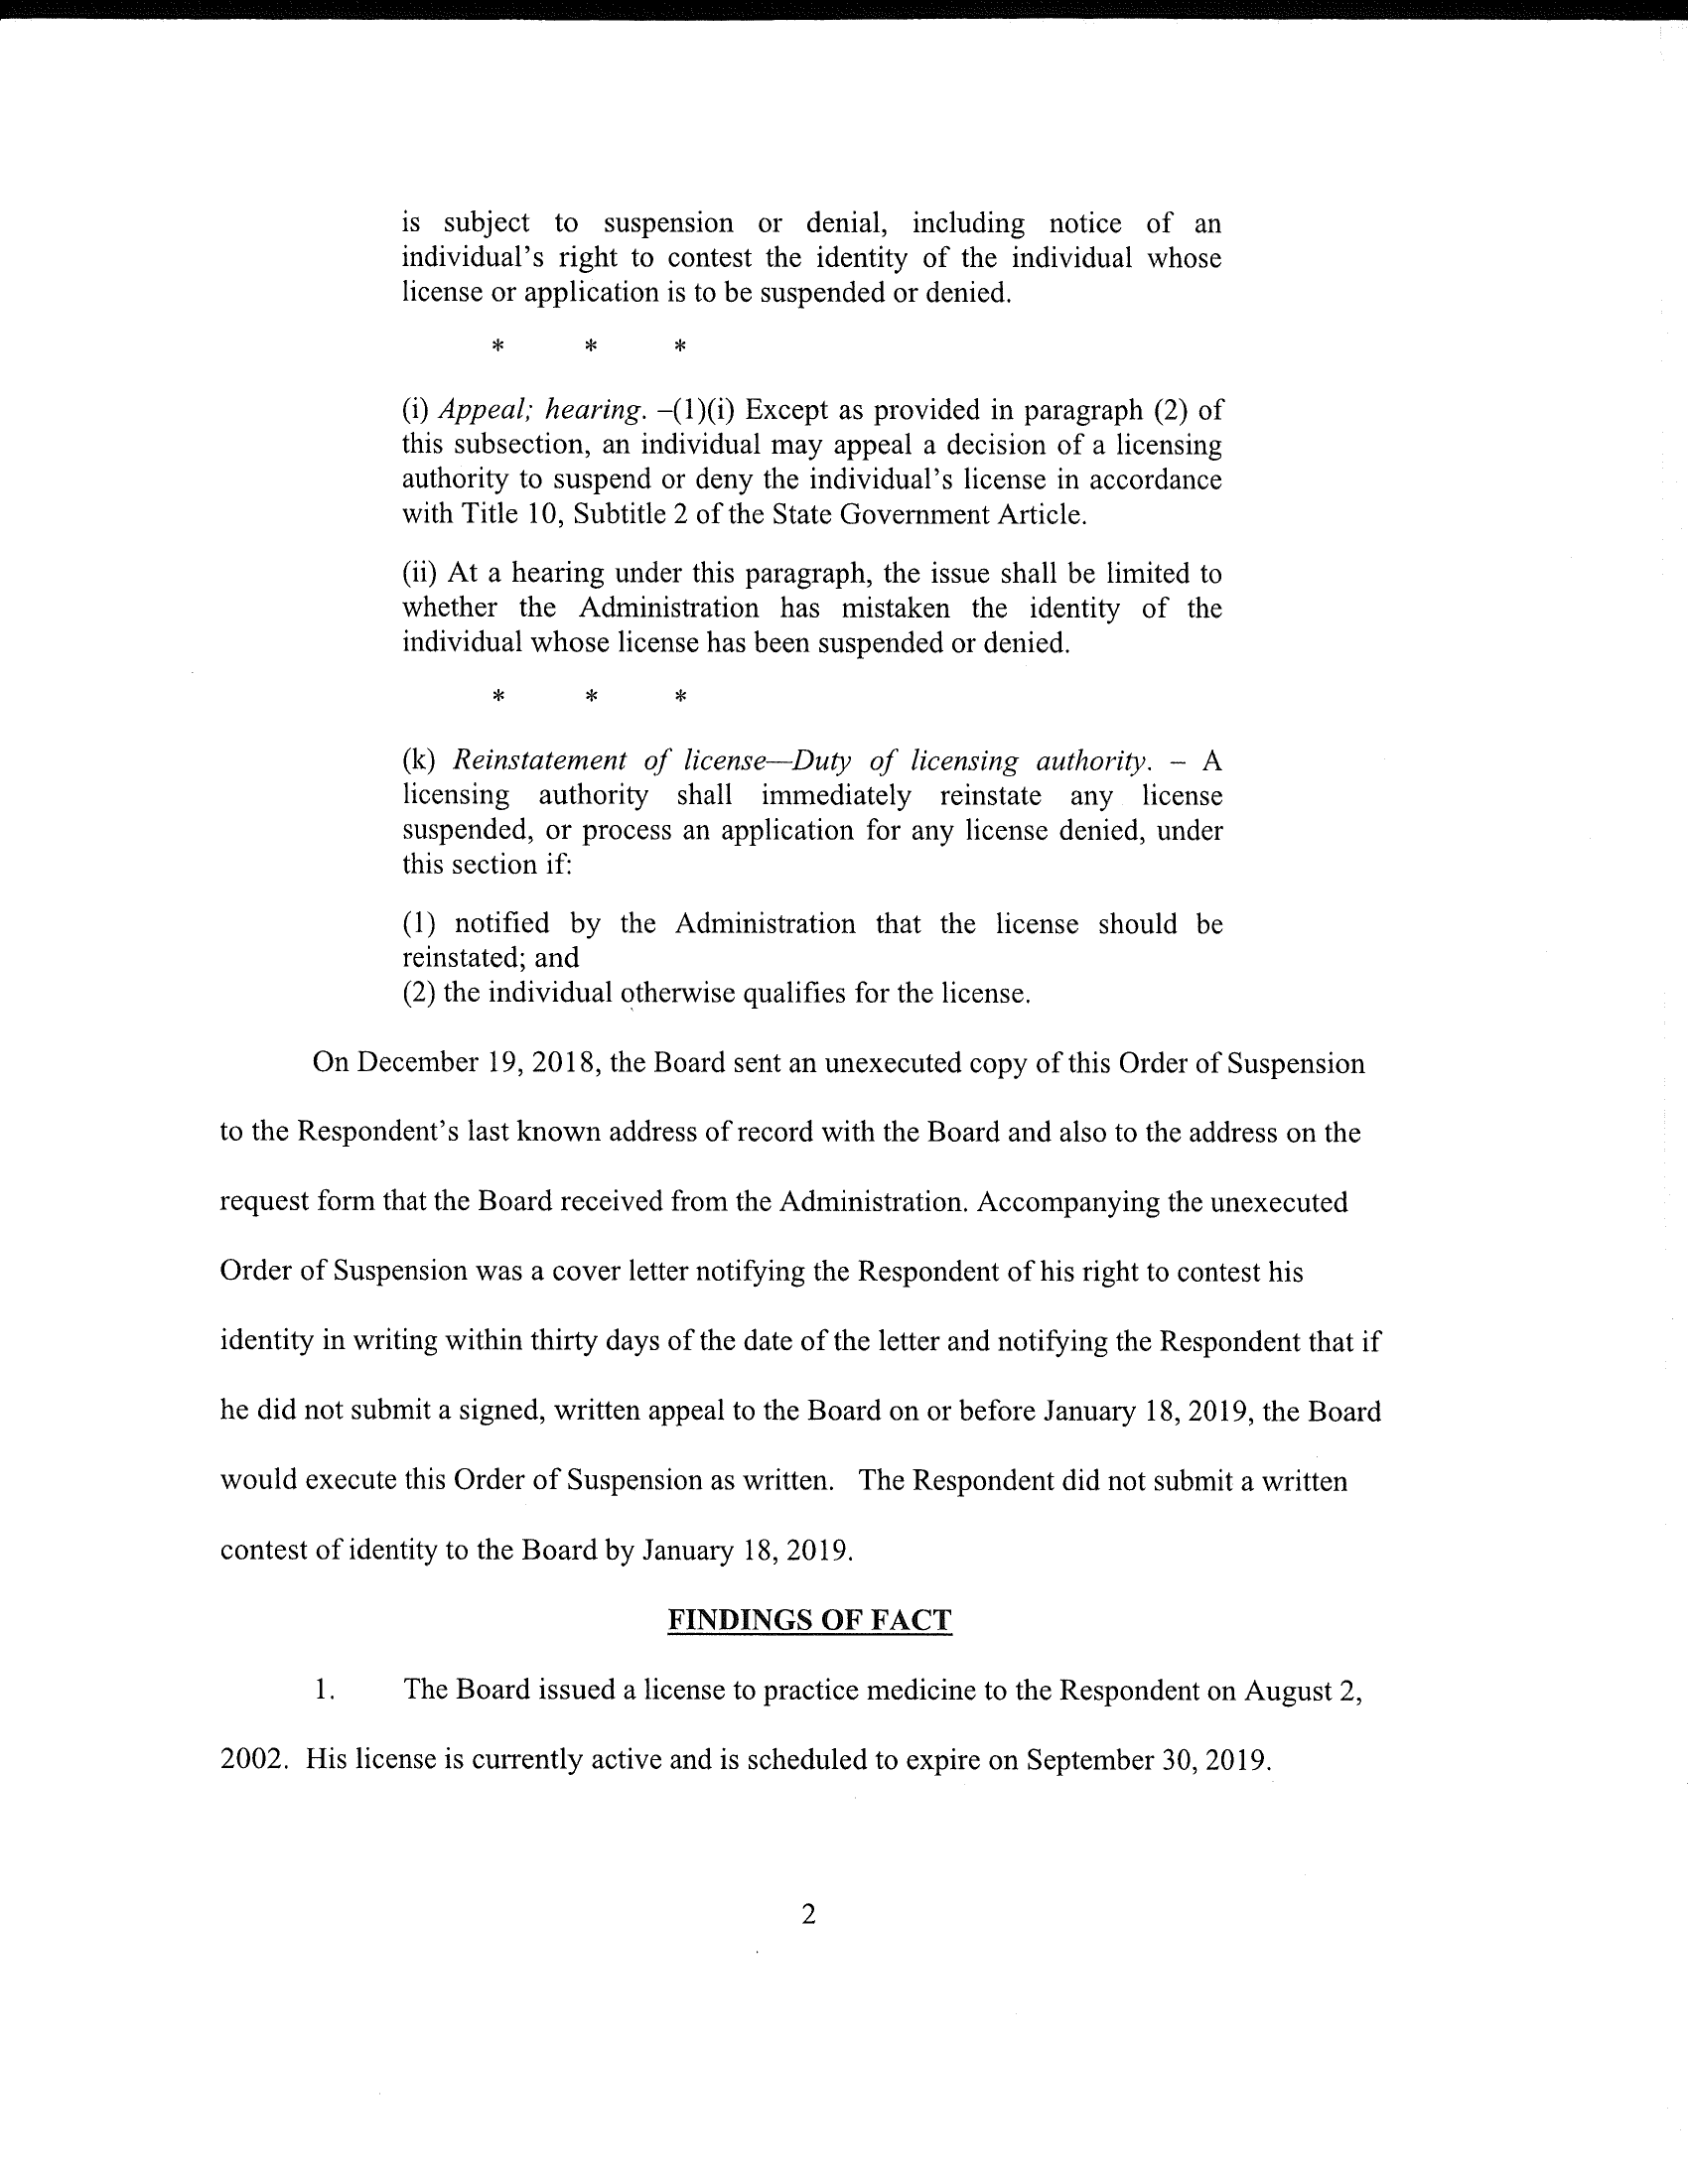 is subject to suspension or denial, including notice of an
individual's right to contest the identity of the individual whose
license or application is to be suspended or denied.
* * *
(i) Appeal; hearing. –(1)(i) Except as provided in paragraph (2) of
this subsection, an individual may appeal a decision of a licensing
authority to suspend or deny the individual's license in accordance
with Title 10, Subtitle 2 of the State Government Article.
(ii) At a hearing under this paragraph, the issue shall be limited to
whether the Administration has mistaken the identity of the
individual whose license has been suspended or denied.
* * *
(k) Reinstatement of license—Duty of licensing authority. – A
licensing authority shall immediately reinstate any license
suspended, or process an application for any license denied, under
this section if:
(1) notified by the Administration that the license should be
reinstated; and
(2) the individual otherwise qualifies for the license.
On December 19, 2018, the Board sent an unexecuted copy of this Order of Suspension
to the Respondent's last known address of record with the Board and also to the address on the
request form that the Board received from the Administration. Accompanying the unexecuted
Order of Suspension was a cover letter notifying the Respondent of his right to contest his
identity in writing within thirty days of the date of the letter and notifying the Respondent that if
he did not submit a signed, written appeal to the Board on or before January 18, 2019, the Board
would execute this Order of Suspension as written. The Respondent did not submit a written
contest of identity to the Board by January 18, 2019.
FINDINGS OF FACT
1. The Board issued a license to practice medicine to the Respondent on August 2,
2002. His license is currently active and is scheduled to expire on September 30, 2019.
2